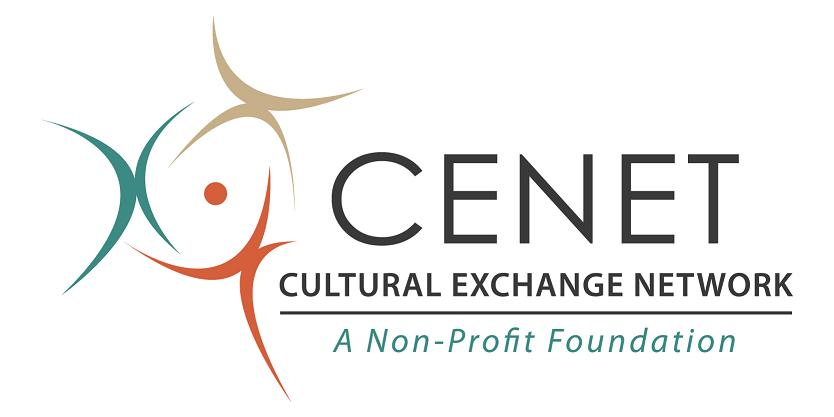 CENET
CULTURAL EXCHANGE NETWORK
A Non-Profit Foundation